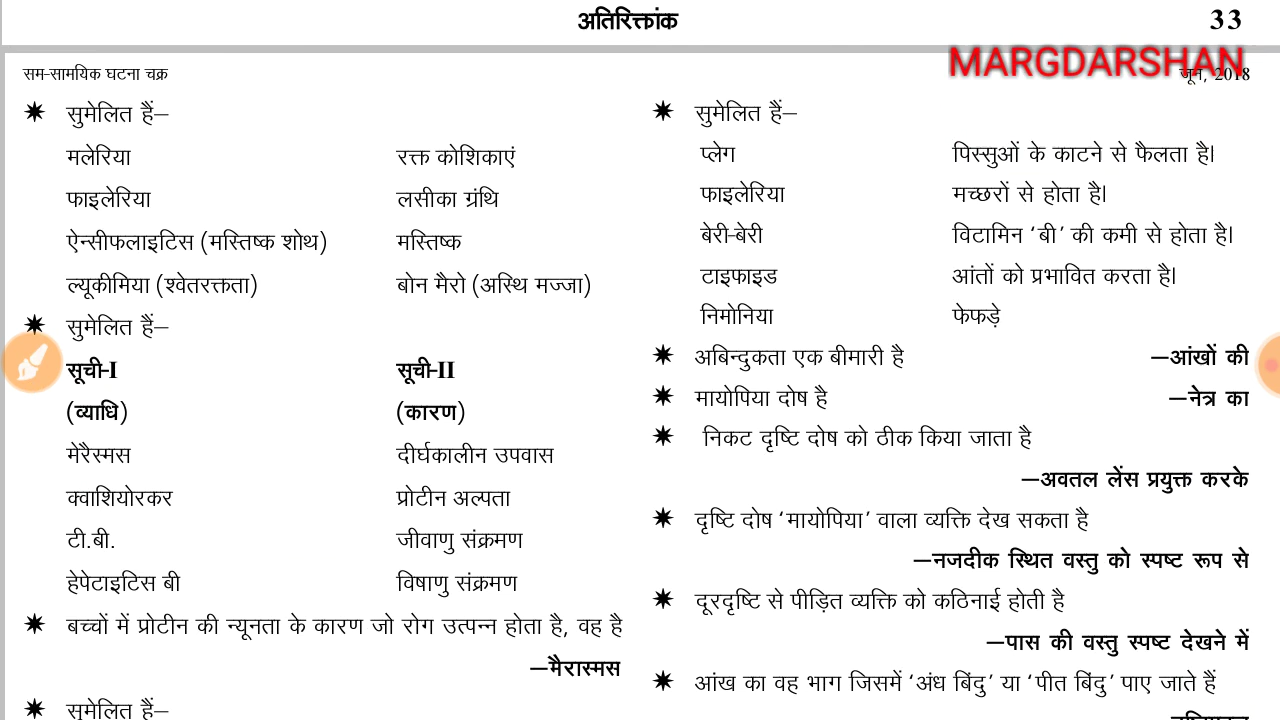 अतिरिक्तांक
33
MARGDARSHAN
सम-सामयिक घटना चक्र
जून, 2018
✷ सुमेलित हैं–
मलेरिया रक्त कोशिकाएं
फाइलेरिया लसीका ग्रंथि
ऐन्सीफलाइटिस (मस्तिष्क शोथ) मस्तिष्क
ल्यूकीमिया (श्वेतरक्तता) बोन मैरो (अस्थि मज्जा)
✷ सुमेलित हैं–
सूची-I सूची-II
(व्याधि) (कारण)
मेरैस्मस दीर्घकालीन उपवास
क्वाशियोरकर प्रोटीन अल्पता
टी.बी. जीवाणु संक्रमण
हेपेटाइटिस बी विषाणु संक्रमण
✷ बच्चों में प्रोटीन की न्यूनता के कारण जो रोग उत्पन्न होता है, वह है
–मैरास्मस
✷ सुमेलित हैं–
✷ सुमेलित हैं–
प्लेग पिस्सुओं के काटने से फैलता है।
फाइलेरिया मच्छरों से होता है।
बेरी-बेरी विटामिन ‘बी’ की कमी से होता है।
टाइफाइड आंतों को प्रभावित करता है।
निमोनिया फेफड़े
✷ अबिन्दुकता एक बीमारी है –आंखों की
✷ मायोपिया दोष है –नेत्र का
✷ निकट दृष्टि दोष को ठीक किया जाता है
–अवतल लेंस प्रयुक्त करके
✷ दृष्टि दोष ‘मायोपिया’ वाला व्यक्ति देख सकता है
–नजदीक स्थित वस्तु को स्पष्ट रूप से
✷ दूरदृष्टि से पीड़ित व्यक्ति को कठिनाई होती है
–पास की वस्तु स्पष्ट देखने में
✷ आंख का वह भाग जिसमें ‘अंध बिंदु’ या ‘पीत बिंदु’ पाए जाते हैं